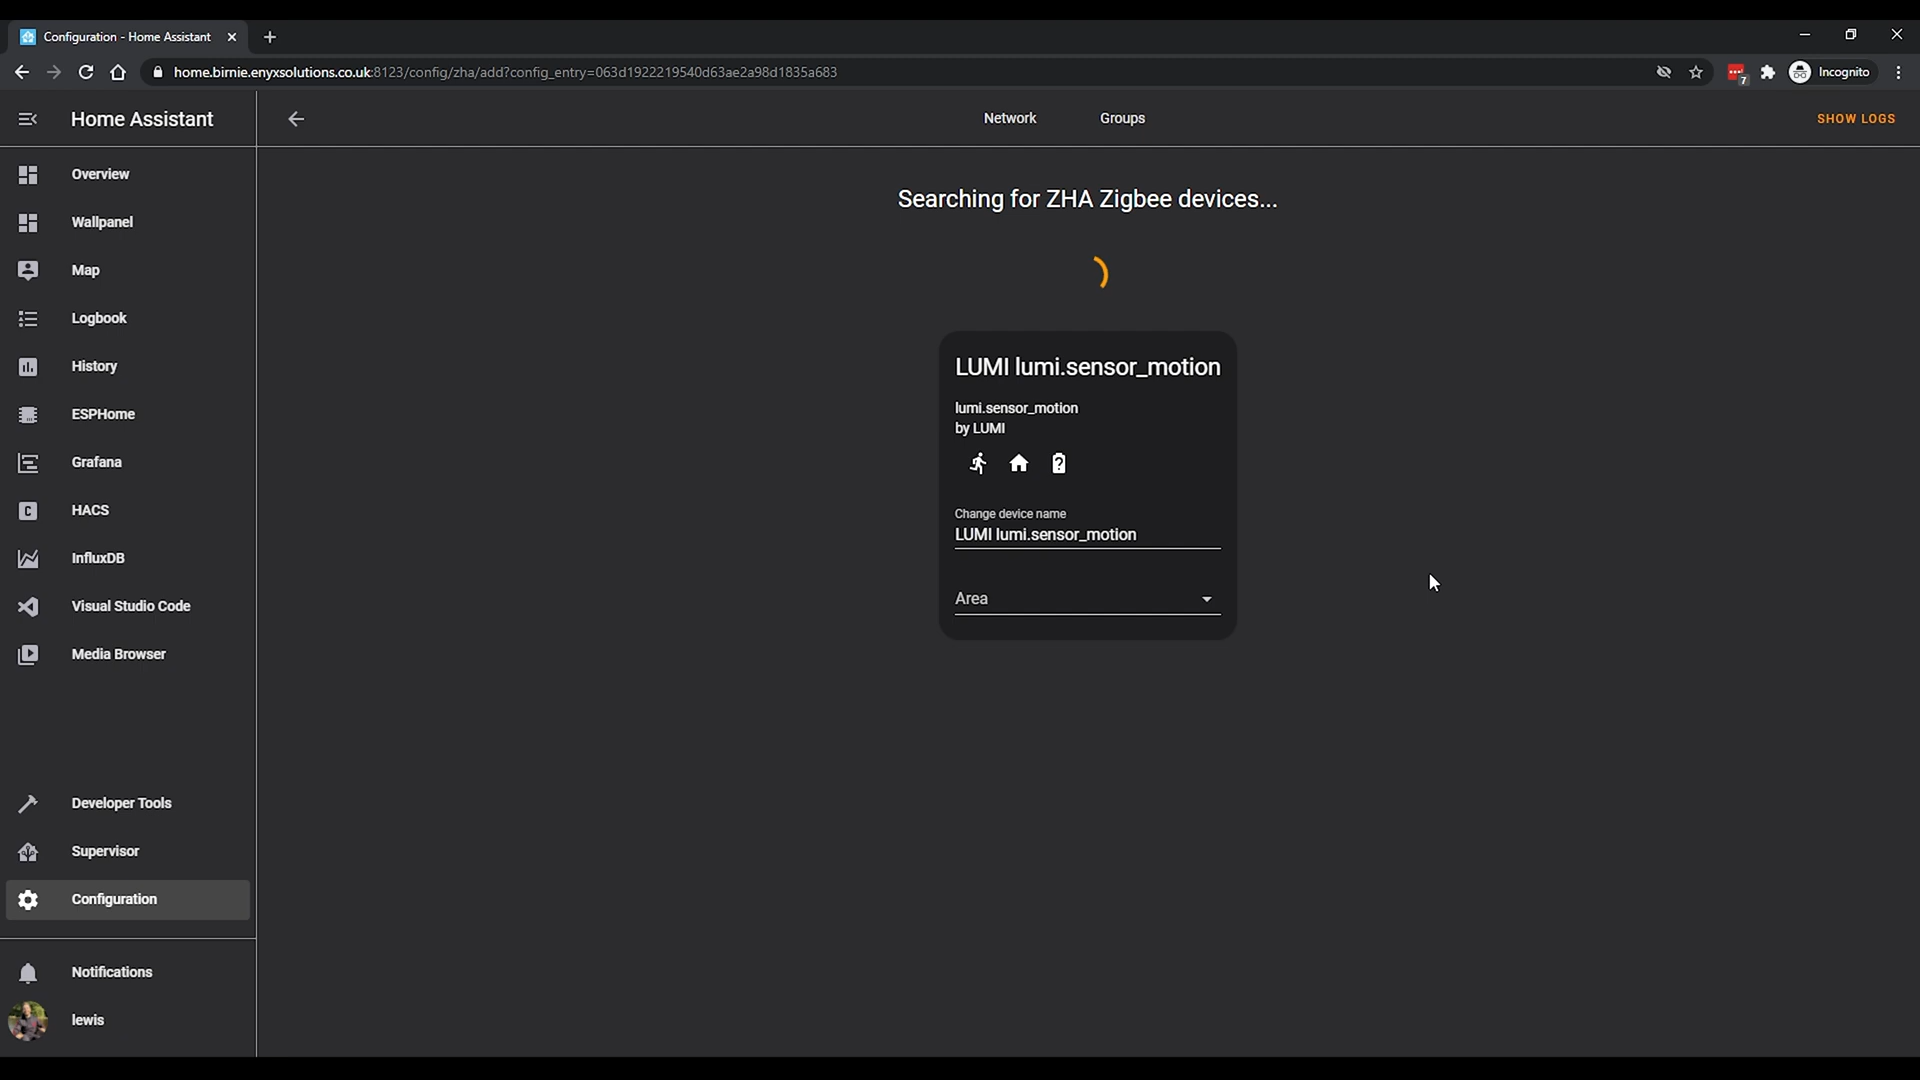 Configuration - Home Assistant
home.birnie.enyxsolutions.co.uk:8123/config/zha/add?config_entry=063d1922219540d63ae2a98d1835a683
7
Incognito
Home Assistant
Network
Groups
SHOW LOGS
Overview
Wallpanel
Map
Logbook
History
ESPHome
Grafana
C
HACS
InfluxDB
Visual Studio Code
Media Browser
Developer Tools
Supervisor
Configuration
Notifications
lewis
Searching for ZHA Zigbee devices...
LUMI lumi.sensor_motion
lumi.sensor_motion
by LUMI
?
Change device name
LUMI lumi.sensor_motion
Area